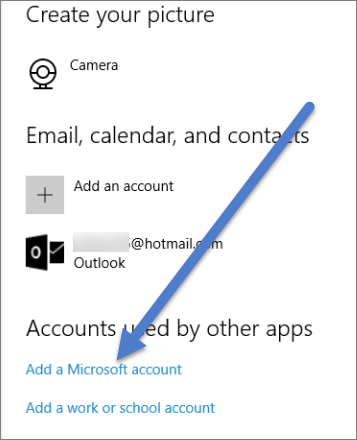 Create your picture
Camera
Email, calendar, and contacts
Add an account
@hotmail.com
Outlook
Accounts used by other apps
Add a Microsoft account
Add a work or school account